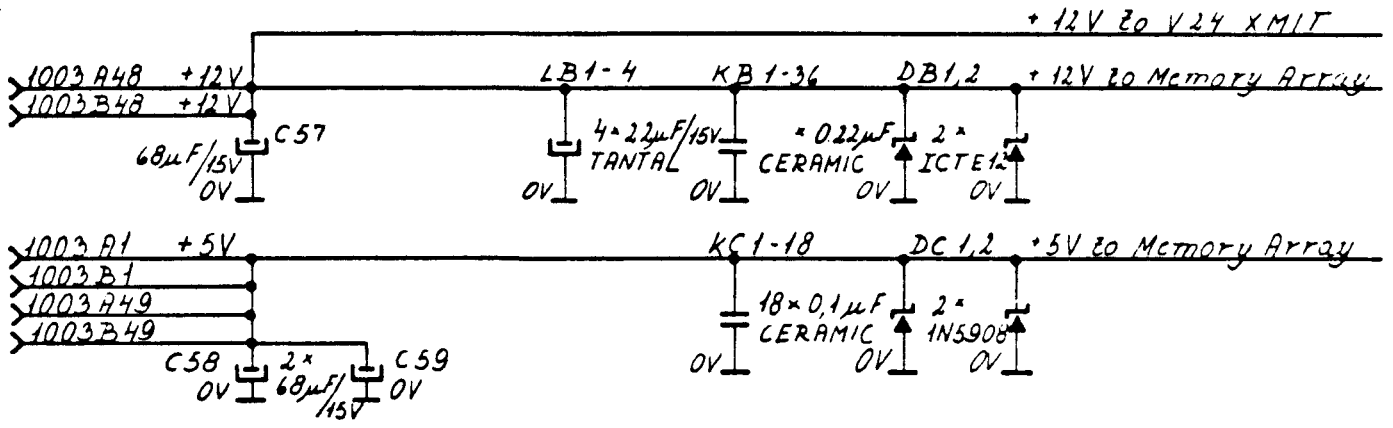 + 12V to V24 XMIT
1003 A48 +12V LB1-4 KB1-36 DB1,2 +12V to Memory Array
1003 B48 +12V
C57 4×22µF/15V × 0.22µF 2×
68µF/15V TANTAL CERAMIC ICTE12
0V 0V 0V 0V 0V
1003 A1 +5V KC1-18 DC1,2 +5V to Memory Array
1003 B1
1003 A49 18×0,1µF 2×
1003 B49 CERAMIC 1N5908
C58 2× C59 0V 0V 0V
0V 68µF/15V 0V